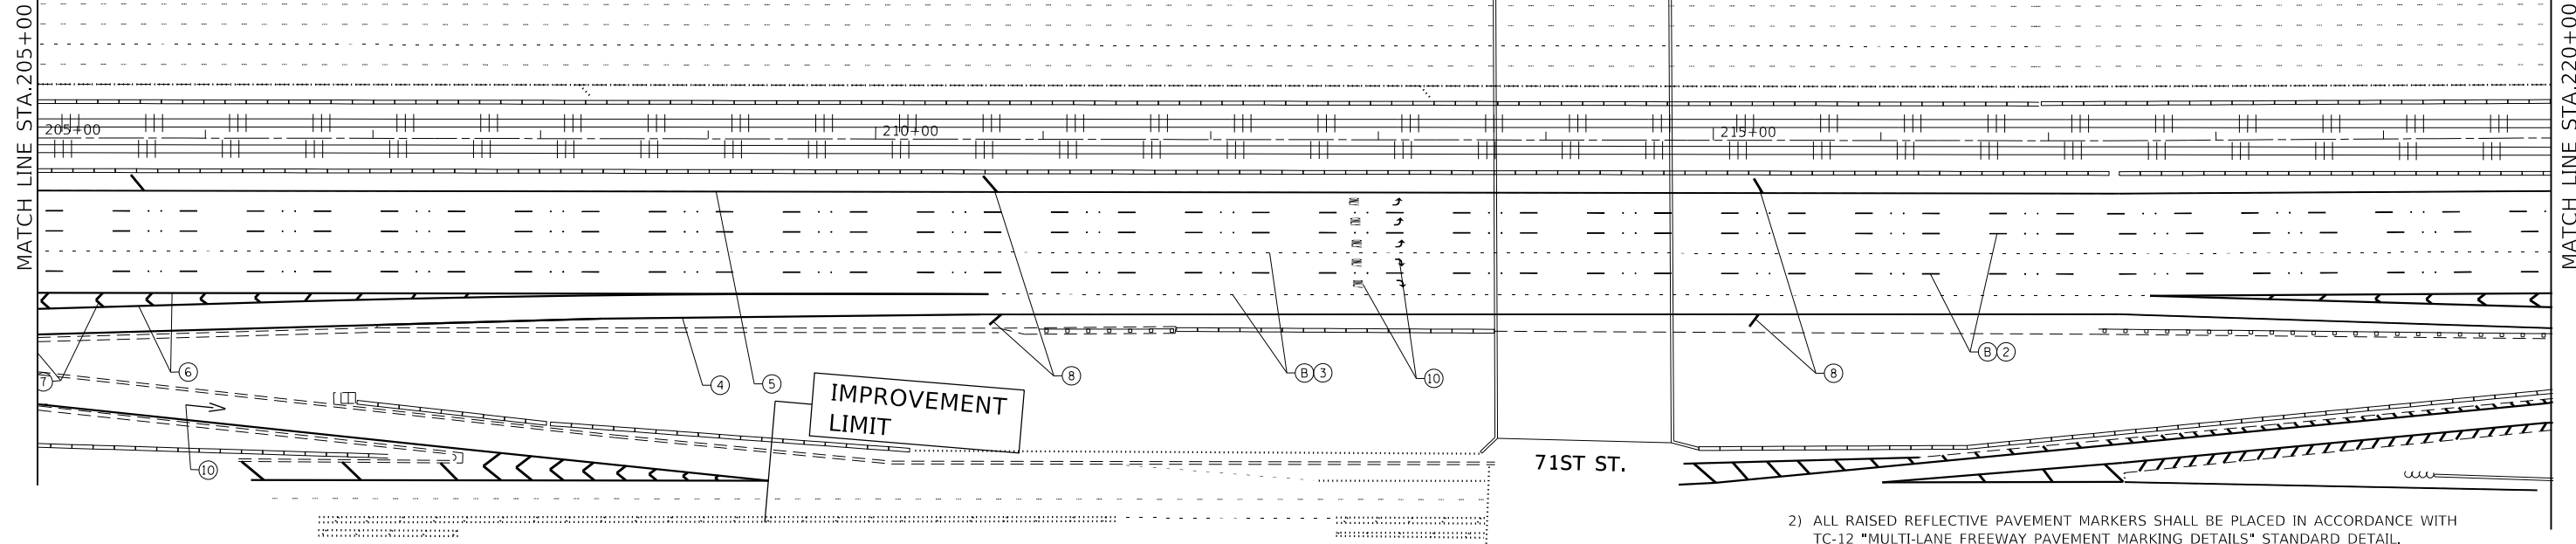 MATCH LINE STA.205+00
MATCH LINE STA.220+00
205+00
210+00
215+00
7
6
10
4
5
IMPROVEMENT
LIMIT
8
B 3
10
8
B 2
71ST ST.
2) ALL RAISED REFLECTIVE PAVEMENT MARKERS SHALL BE PLACED IN ACCORDANCE WITH
TC-12 "MULTI-LANE FREEWAY PAVEMENT MARKING DETAILS" STANDARD DETAIL.